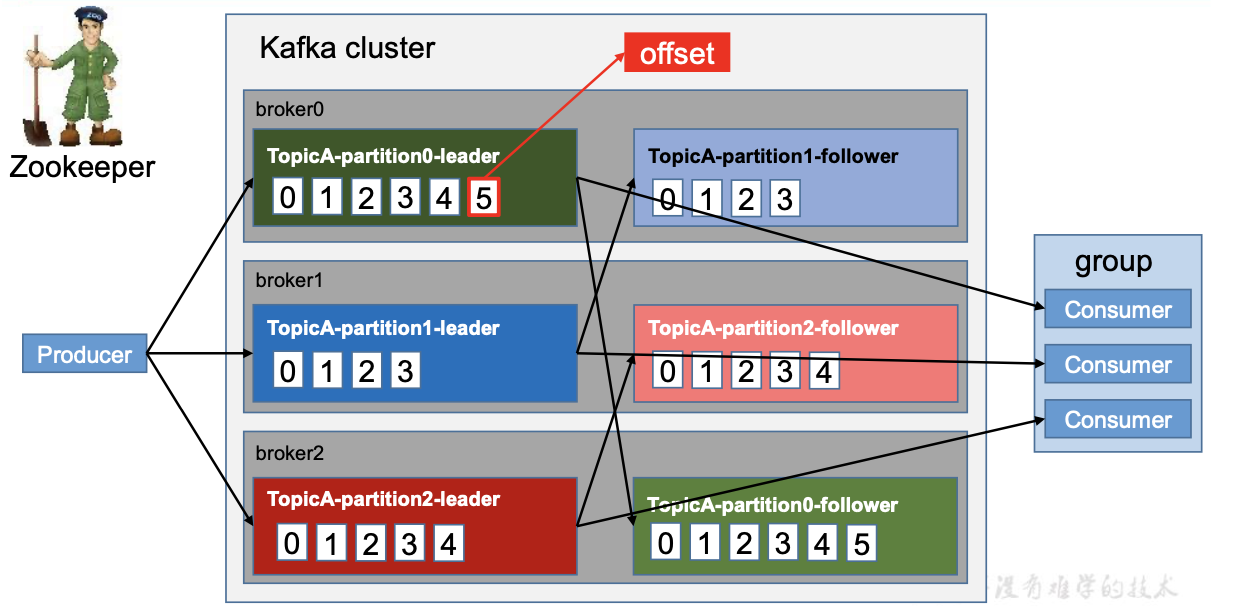 ZOO
Zookeeper
Kafka cluster
offset
broker0
TopicA-partition0-leader
0 1 2 3 4 5
TopicA-partition1-follower
0 1 2 3
broker1
TopicA-partition1-leader
0 1 2 3
TopicA-partition2-follower
0 1 2 3 4
broker2
TopicA-partition2-leader
0 1 2 3 4
TopicA-partition0-follower
0 1 2 3 4 5
Producer
group
Consumer
Consumer
Consumer
没有难学的技术